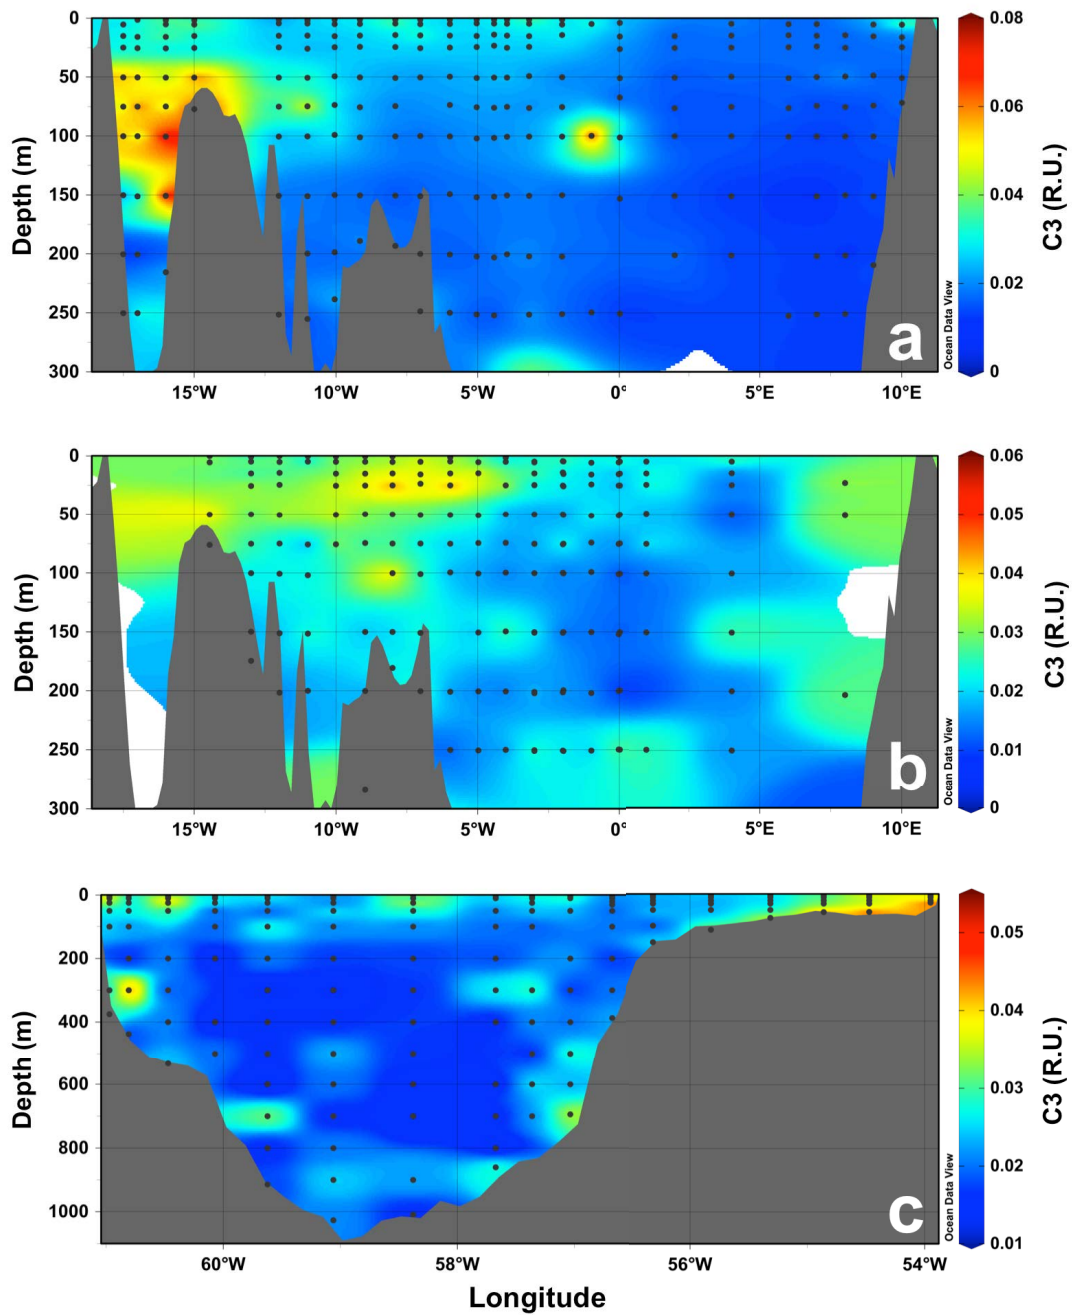 0
50
100
150
200
250
300
Depth (m)
15°W
10°W
5°W
0°
5°E
10°E
a
Ocean Data View
0.08
0.06
0.04
0.02
0
C3 (R.U.)
0
50
100
150
200
250
300
Depth (m)
15°W
10°W
5°W
0°
5°E
10°E
b
Ocean Data View
0.06
0.05
0.04
0.03
0.02
0.01
0
C3 (R.U.)
0
200
400
600
800
1000
Depth (m)
60°W
58°W
56°W
54°W
c
Ocean Data View
0.05
0.04
0.03
0.02
0.01
C3 (R.U.)
Longitude